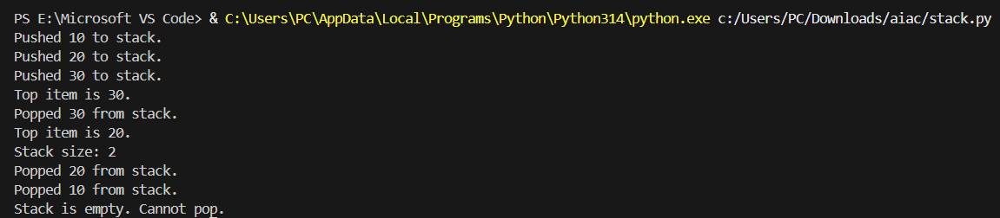 PS E:\Microsoft VS Code> & C:\Users\PC\AppData\Local\Programs\Python\Python314\python.exe c:/Users/PC/Downloads/aiac/stack.py
Pushed 10 to stack.
Pushed 20 to stack.
Pushed 30 to stack.
Top item is 30.
Popped 30 from stack.
Top item is 20.
Stack size: 2
Popped 20 from stack.
Popped 10 from stack.
Stack is empty. Cannot pop.